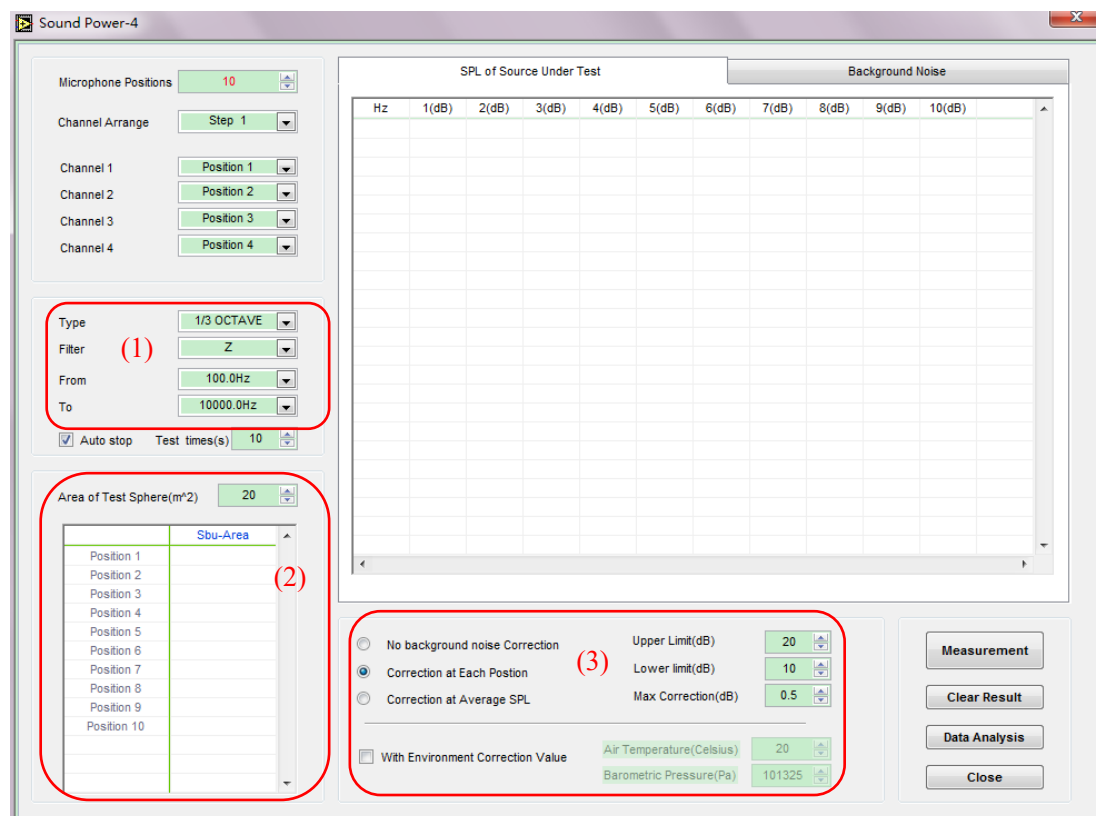 Sound Power-4
x
Microphone Positions 10
Channel Arrange Step 1
Channel 1 Position 1
Channel 2 Position 2
Channel 3 Position 3
Channel 4 Position 4
Type 1/3 OCTAVE
(1)
Filter Z
From 100.0Hz
To 10000.0Hz
Auto stop Test times(s) 10
Area of Test Sphere(m^2) 20
Sbu-Area
Position 1
Position 2
(2)
Position 3
Position 4
Position 5
Position 6
Position 7
Position 8
Position 9
Position 10
SPL of Source Under Test Background Noise
Hz 1(dB) 2(dB) 3(dB) 4(dB) 5(dB) 6(dB) 7(dB) 8(dB) 9(dB) 10(dB)
No background noise Correction Upper Limit(dB) 20
(3)
Correction at Each Postion Lower limit(dB) 10
Correction at Average SPL Max Correction(dB) 0.5
With Environment Correction Value
Air Temperature(Celsius) 20
Barometric Pressure(Pa) 101325
Measurement
Clear Result
Data Analysis
Close